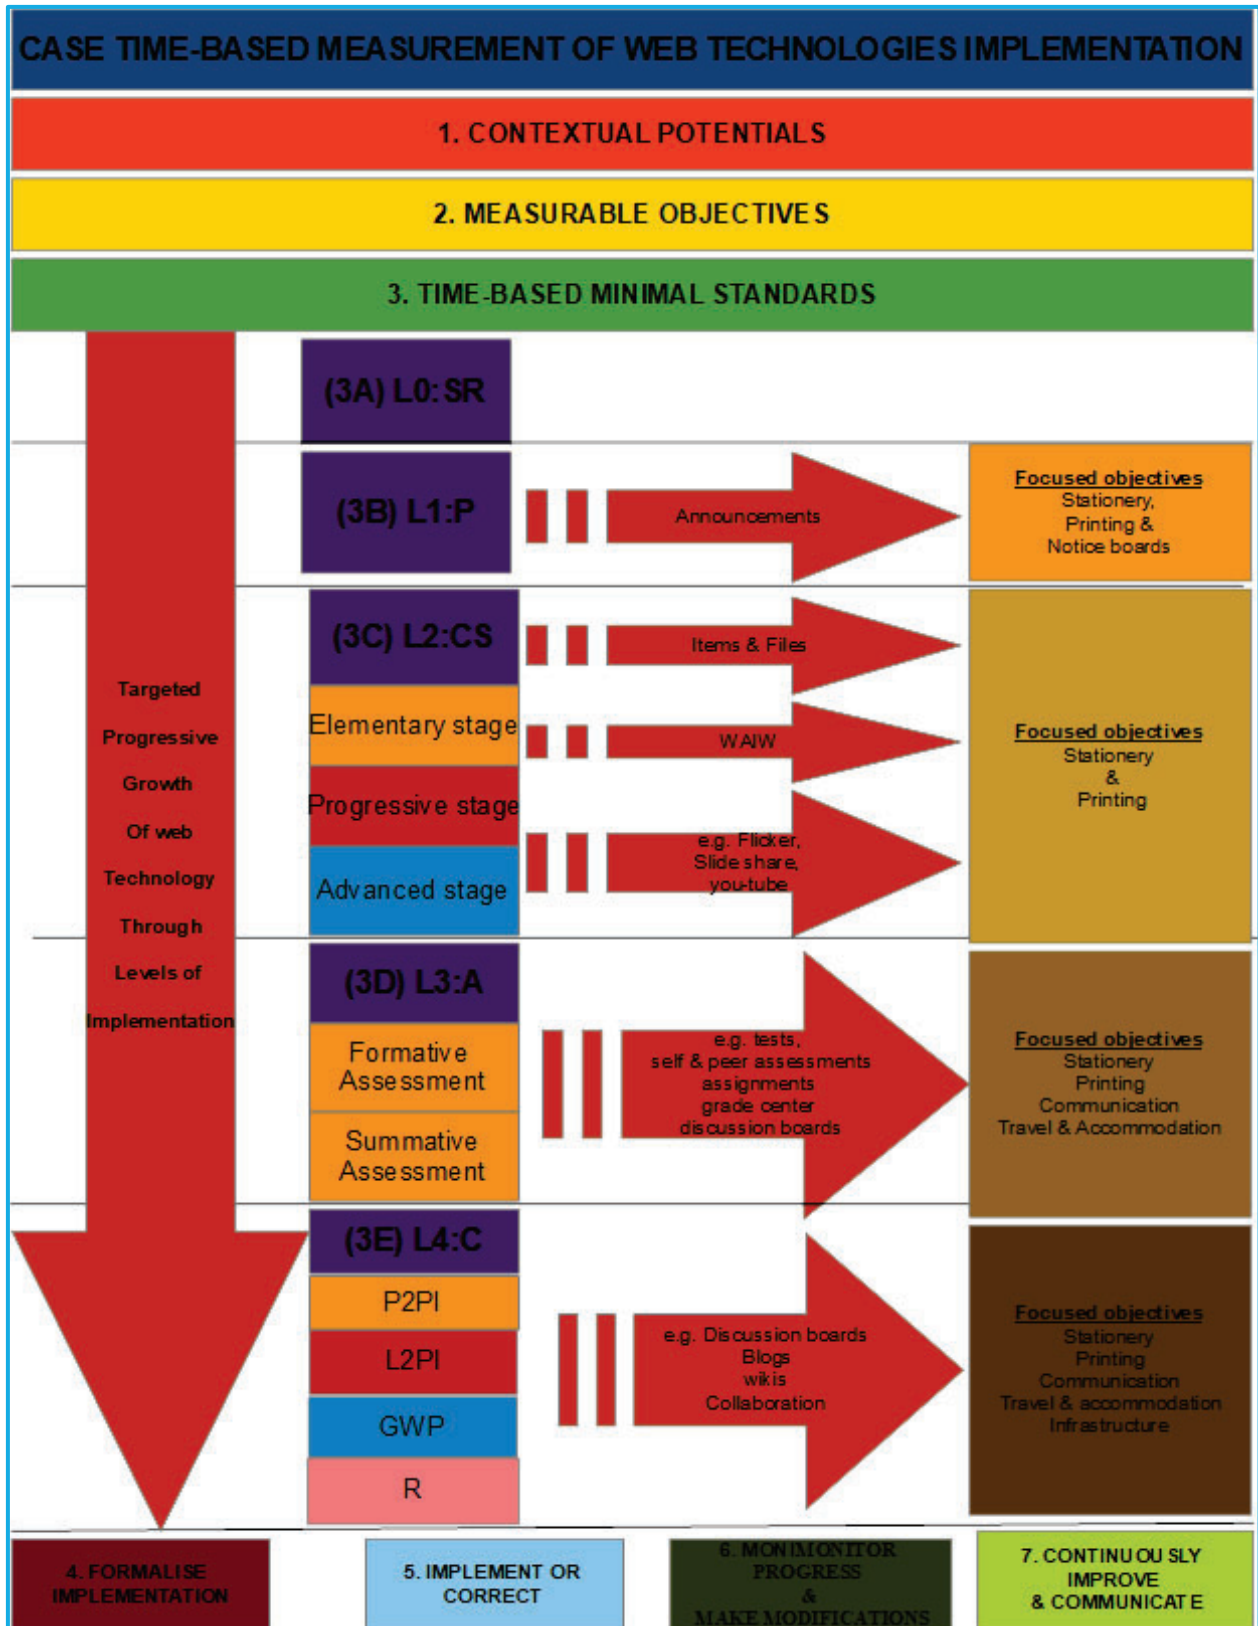 CASE TIME-BASED MEASUREMENT OF WEB TECHNOLOGIES IMPLEMENTATION
1. CONTEXTUAL POTENTIALS
2. MEASURABLE OBJECTIVES
3. TIME-BASED MINIMAL STANDARDS
Targeted
Progressive
Growth
Of web
Technology
Through
Levels of
Implementation
(3A) L0: SR
(3B) L1:P
Announcements
Focused objectives
Stationery,
Printing &
Notice boards
(3C) L2:CS
Elementary stage
Progressive stage
Advanced stage
Items & Files
WAIW
e.g. Flicker,
Slide share,
you-tube
Focused objectives
Stationery
&
Printing
(3D) L3:A
Formative
Assessment
Summative
Assessment
e.g. tests,
self & peer assessments
assignments
grade center
discussion boards
Focused objectives
Stationery
Printing
Communication
Travel & Accommodation
(3E) L4:C
P2PI
L2PI
GWP
R
e.g. Discussion boards
Blogs
wikis
Collaboration
Focused objectives
Stationery
Printing
Communication
Travel & accommodation
Infrastructure
4. FORMALISE
IMPLEMENTATION
5. IMPLEMENT OR
CORRECT
6. MONIMONITOR
PROGRESS
&
MAKE MODIFICATIONS
7. CONTINUOUSLY
IMPROVE
& COMMUNICATE